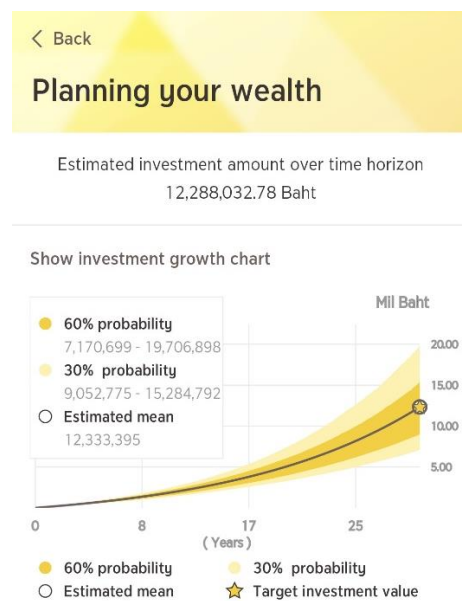 Back
Planning your wealth
Estimated investment amount over time horizon
12,288,032.78 Baht
Show investment growth chart
Mil Baht
60% probability
7,170,699 - 19,706,898
30% probability
9,052,775 - 15,284,792
Estimated mean
12,333,395
20.00
15.00
10.00
5.00
0 8 17 25
( Years )
60% probability 30% probability
Estimated mean Target investment value